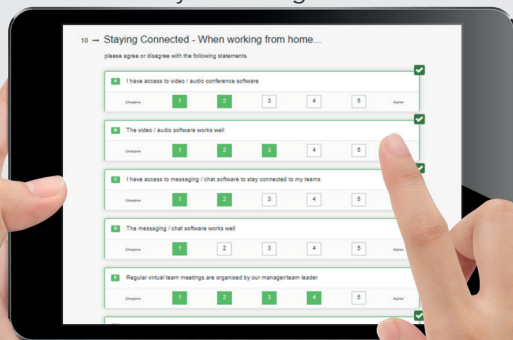 10 → Staying Connected - When working from home...
please agree or disagree with the following statements.
A I have access to video / audio conference software
Disagree 1 2 3 4 5 Agree
B The video / audio software works well
Disagree 1 2 3 4 5
C I have access to messaging / chat software to stay connected to my teams
Disagree 1 2 3 4 5
D The messaging / chat software works well
Disagree 1 2 3 4 5 Agree
E Regular virtual team meetings are organised by our manager/team leader
Disagree 1 2 3 4 5 Agree